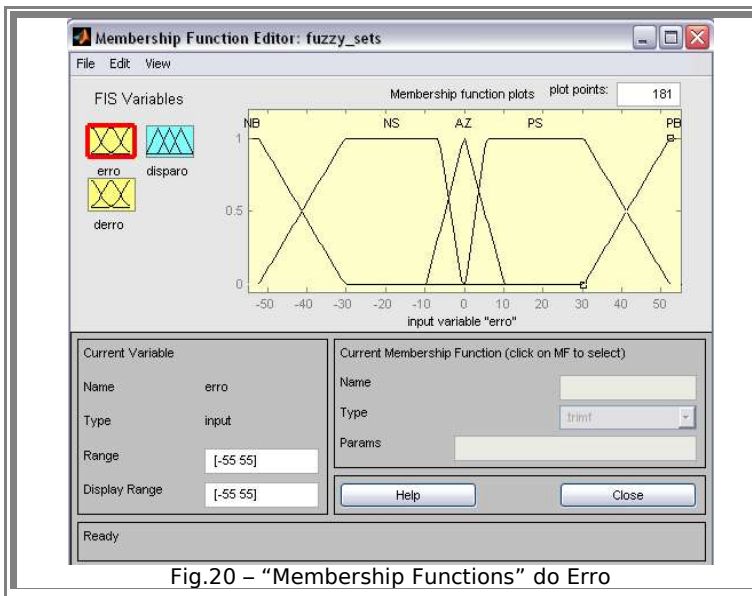 Membership Function Editor: fuzzy_sets
File Edit View
FIS Variables
erro disparo
derro
Membership function plots plot points: 181
NB NS AZ PS PB
1
0.5
0
-50 -40 -30 -20 -10 0 10 20 30 40 50
input variable "erro"
Current Variable
Name erro
Type input
Range [-55 55]
Display Range [-55 55]
Current Membership Function (click on MF to select)
Name
Type trimf
Params
Help Close
Ready
Fig.20 – “Membership Functions” do Erro